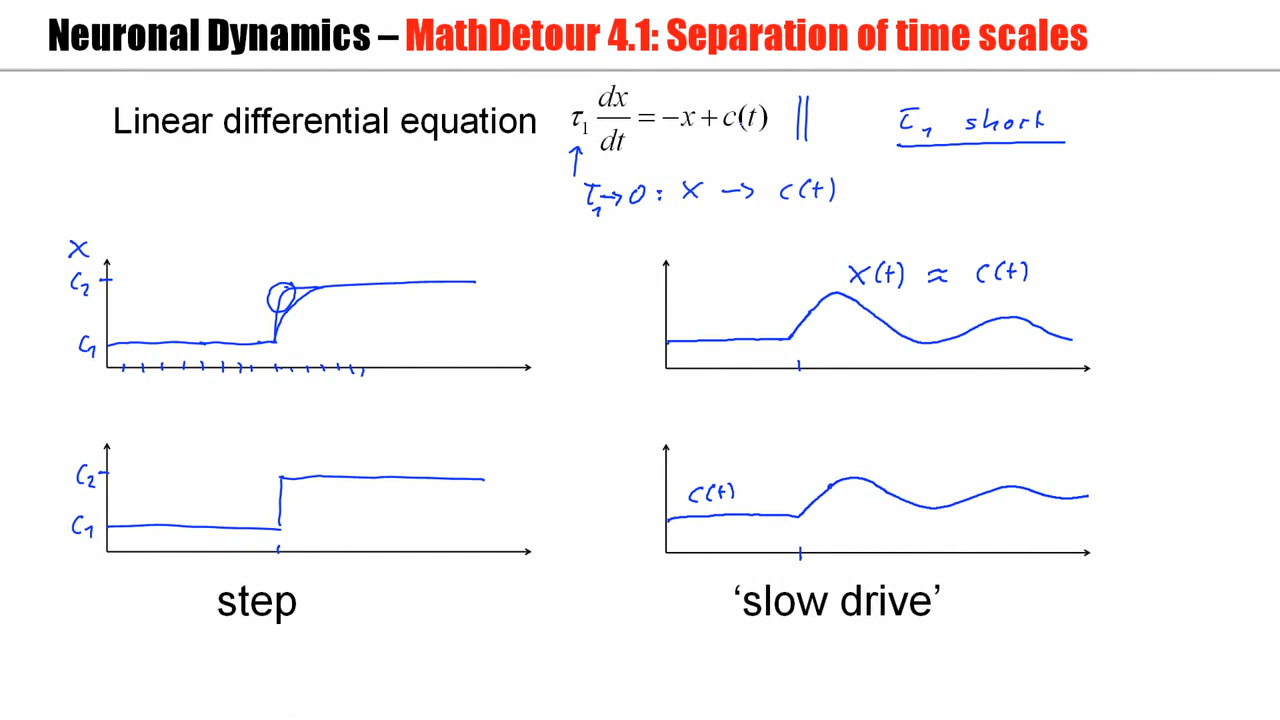 Neuronal Dynamics – MathDetour 4.1: Separation of time scales
Linear differential equation τ₁ dx/dt = −x + c(t) || τ₁ short
τ₁→0 : x → c(t)
x
c₂
c₁
x(t) ≈ c(t)
c₂
c₁
c(t)
step
‘slow drive’